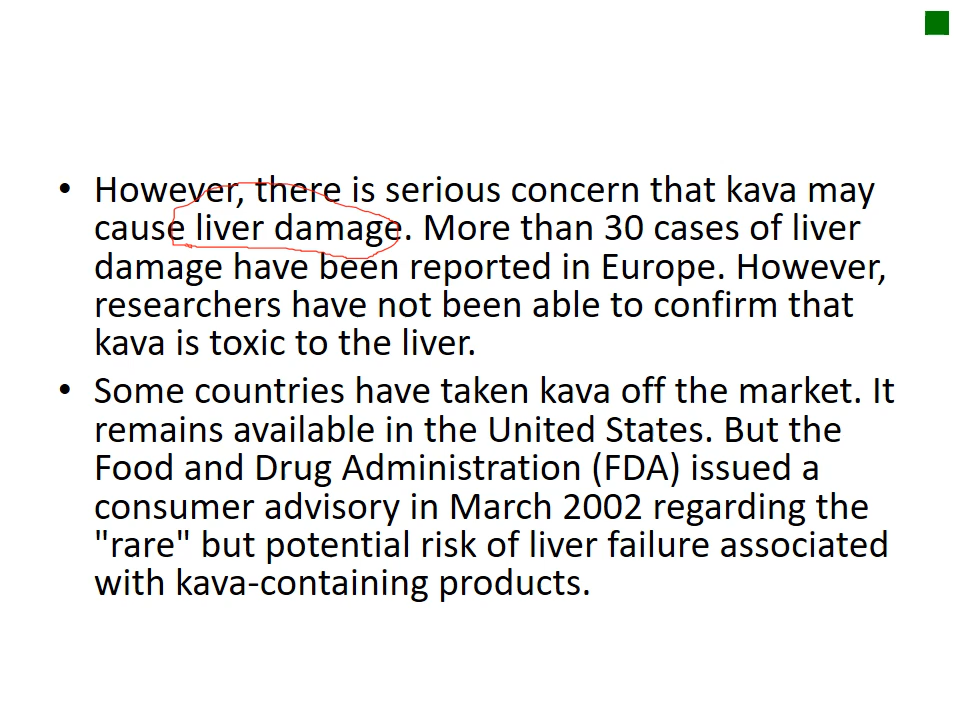 • However, there is serious concern that kava may
cause liver damage. More than 30 cases of liver
damage have been reported in Europe. However,
researchers have not been able to confirm that
kava is toxic to the liver.
• Some countries have taken kava off the market. It
remains available in the United States. But the
Food and Drug Administration (FDA) issued a
consumer advisory in March 2002 regarding the
"rare" but potential risk of liver failure associated
with kava-containing products.